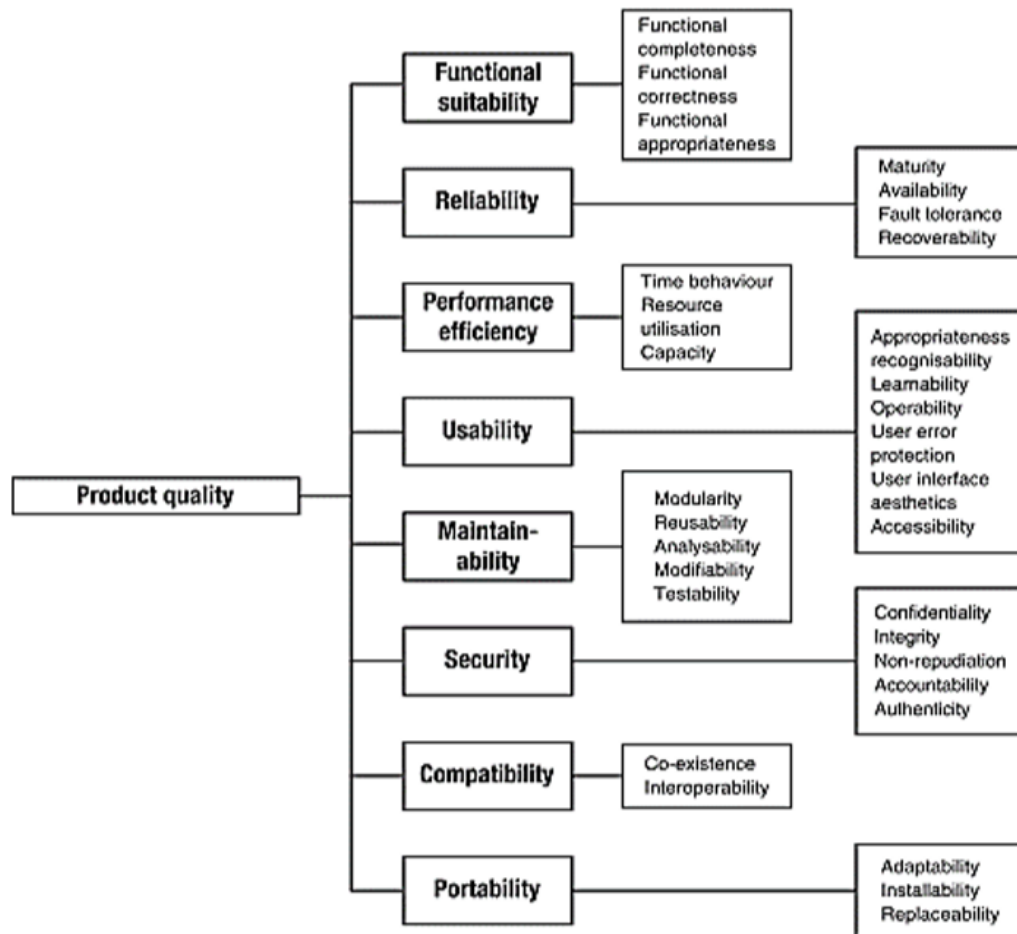 Functional
suitability
Functional
completeness
Functional
correctness
Functional
appropriateness
Reliability
Maturity
Availability
Fault tolerance
Recoverability
Performance
efficiency
Time behaviour
Resource
utilisation
Capacity
Usability
Appropriateness
recognisability
Learnability
Operability
User error
protection
User interface
aesthetics
Accessibility
Product quality
Maintain-
ability
Modularity
Reusability
Analysability
Modifiability
Testability
Security
Confidentiality
Integrity
Non-repudiation
Accountability
Authenticity
Compatibility
Co-existence
Interoperability
Portability
Adaptability
Installability
Replaceability